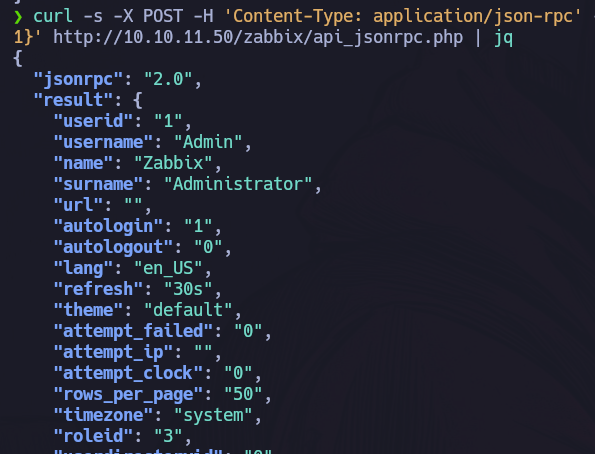 ❯ curl -s -X POST -H 'Content-Type: application/json-rpc'
1}' http://10.10.11.50/zabbix/api_jsonrpc.php | jq
{
  "jsonrpc": "2.0",
  "result": {
    "userid": "1",
    "username": "Admin",
    "name": "Zabbix",
    "surname": "Administrator",
    "url": "",
    "autologin": "1",
    "autologout": "0",
    "lang": "en_US",
    "refresh": "30s",
    "theme": "default",
    "attempt_failed": "0",
    "attempt_ip": "",
    "attempt_clock": "0",
    "rows_per_page": "50",
    "timezone": "system",
    "roleid": "3",